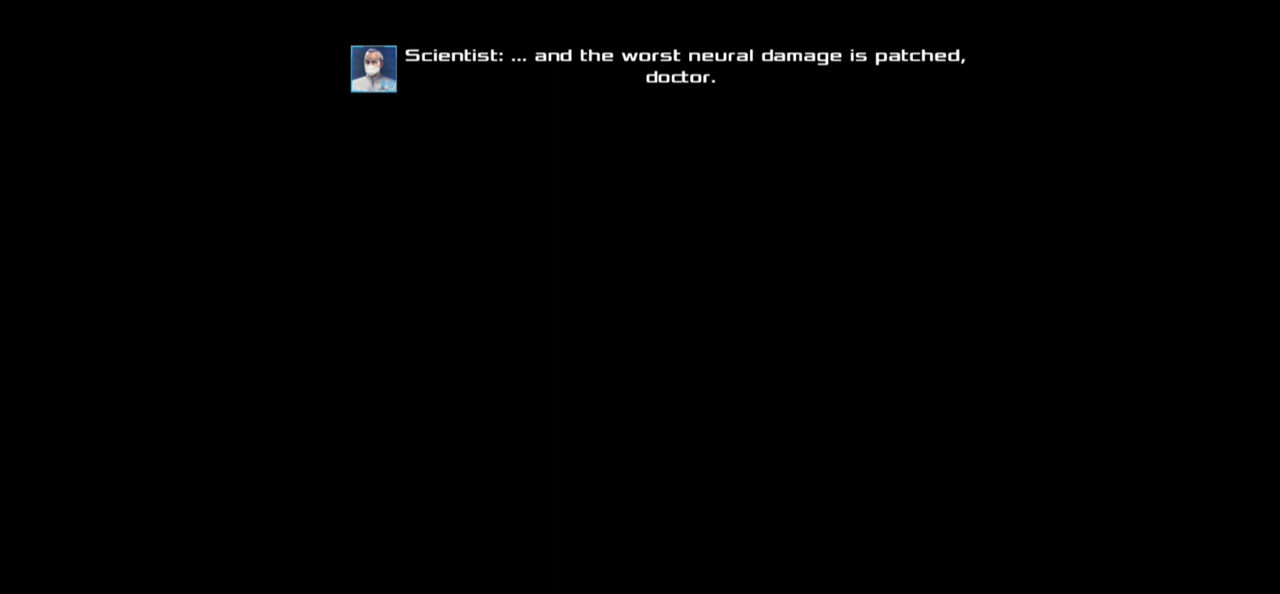 Scientist: ... and the worst neural damage is patched,
doctor.